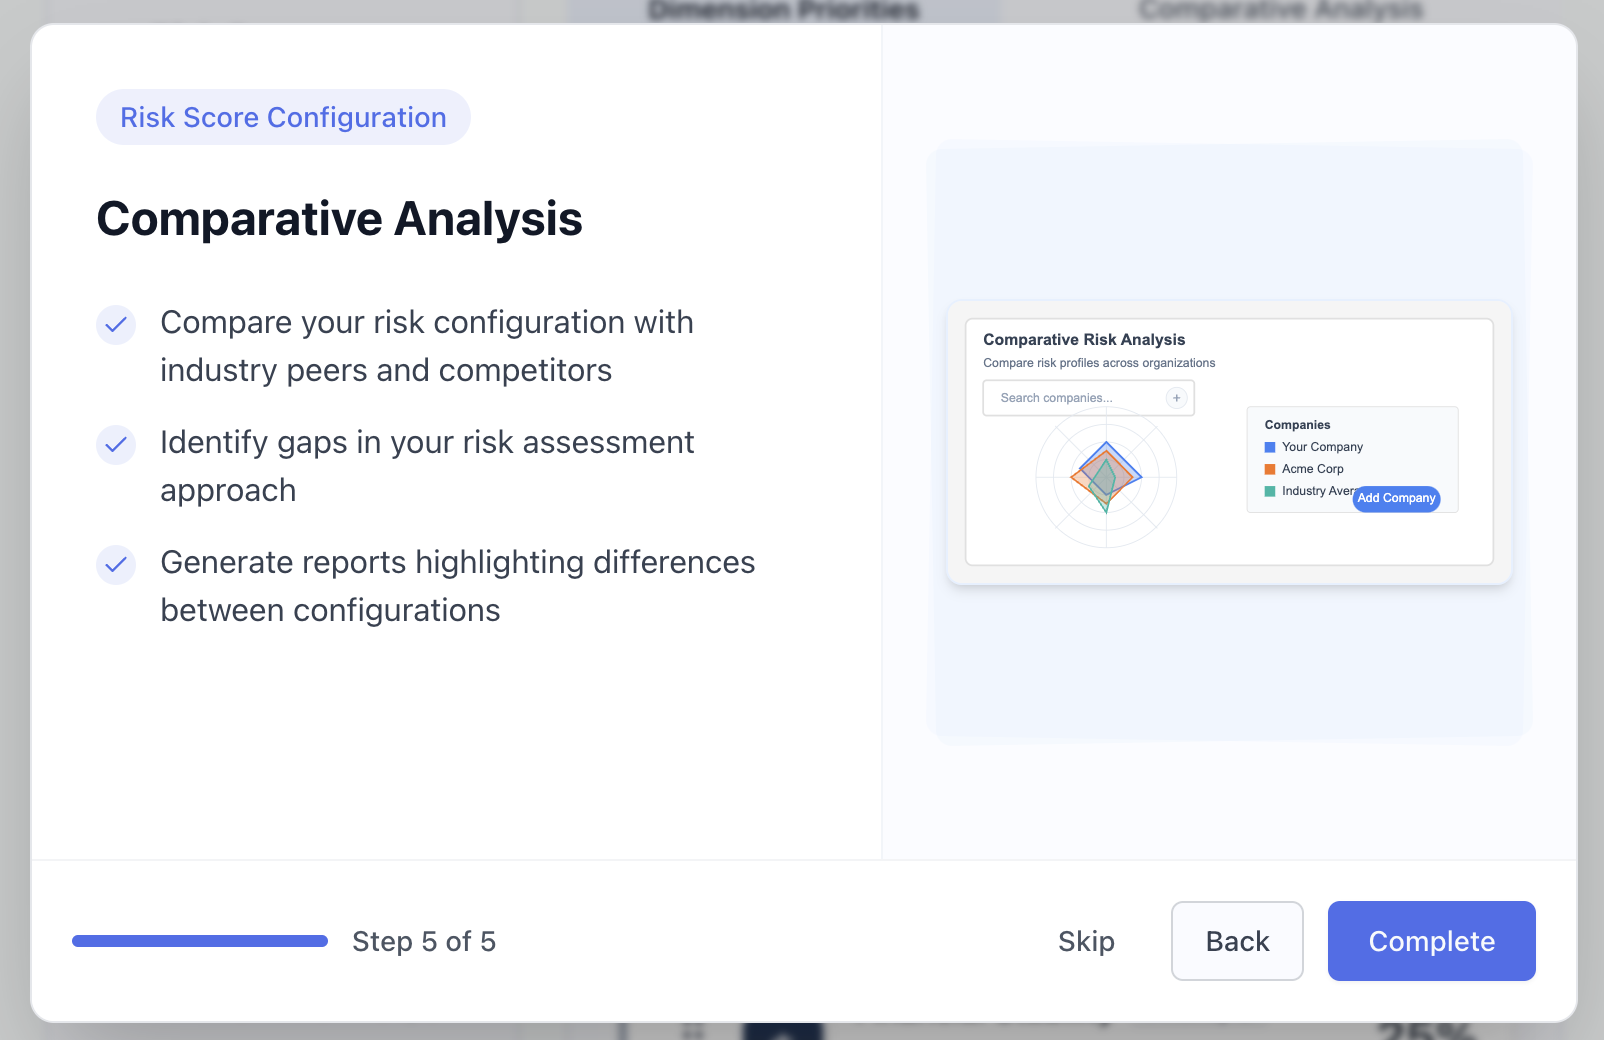 Dimension Priorities
Comparative Analysis
Risk Score Configuration
Comparative Analysis
Compare your risk configuration with
industry peers and competitors
Identify gaps in your risk assessment
approach
Generate reports highlighting differences
between configurations
Comparative Risk Analysis
Compare risk profiles across organizations
Search companies...
+
Companies
Your Company
Acme Corp
Industry Avera
Add Company
Step 5 of 5
Skip
Back
Complete
25%